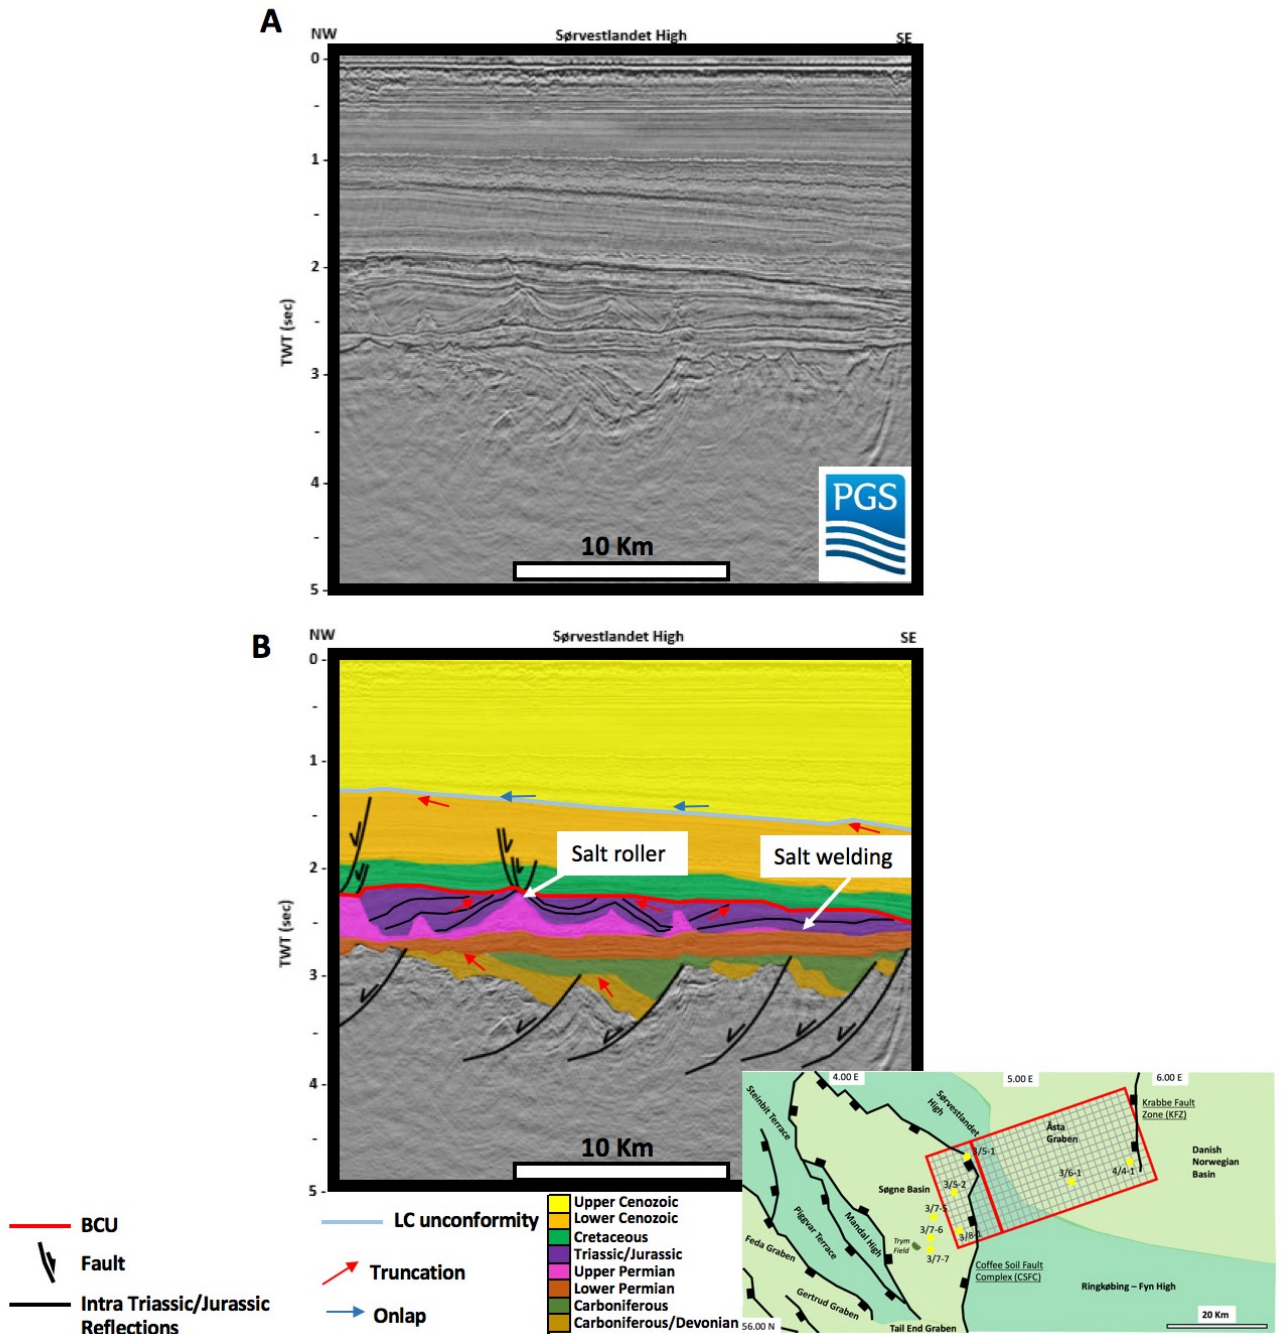 A
NW
Sørvestlandet High
SE
0
-
1
-
2
-
3
-
4
-
5
TWT (sec)
PGS
10 Km
B
NW
Sørvestlandet High
SE
0
-
1
-
2
-
3
-
4
-
5
TWT (sec)
Salt roller
Salt welding
10 Km
BCU
Fault
Intra Triassic/Jurassic
Reflections
LC unconformity
Truncation
Onlap
Upper Cenozoic
Lower Cenozoic
Cretaceous
Triassic/Jurassic
Upper Permian
Lower Permian
Carboniferous
Carboniferous/Devonian
4.00 E
5.00 E
6.00 E
Steinbit Terrace
Sørvestlandet
High
Krabbe Fault
Zone (KFZ)
Åsta
Graben
Danish
Norwegian
Basin
3/5-1
3/6-1
4/4-1
Søgne Basin
3/5-2
3/7-5
3/7-6
3/8-1
3/7-7
Trym
Field
Piggvar Terrace
Mandal High
Feda Graben
Gertrud Graben
Coffee Soil Fault
Complex (CSFC)
Ringkøbing – Fyn High
Tail End Graben
56.00 N
20 Km